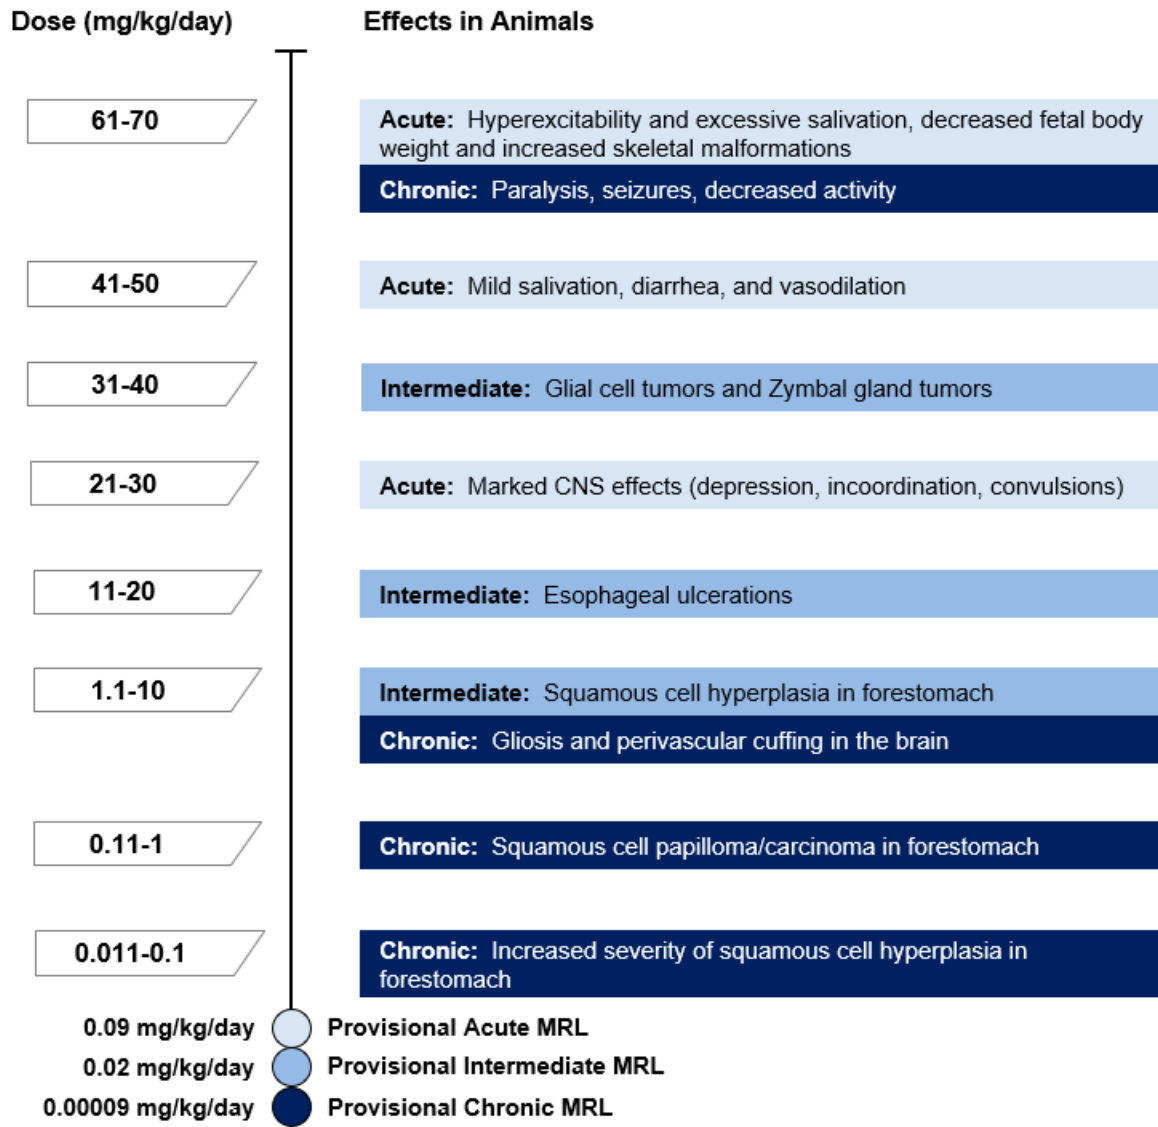 Dose (mg/kg/day)
Effects in Animals
61-70
Acute: Hyperexcitability and excessive salivation, decreased fetal body
weight and increased skeletal malformations
Chronic: Paralysis, seizures, decreased activity
41-50
Acute: Mild salivation, diarrhea, and vasodilation
31-40
Intermediate: Glial cell tumors and Zymbal gland tumors
21-30
Acute: Marked CNS effects (depression, incoordination, convulsions)
11-20
Intermediate: Esophageal ulcerations
1.1-10
Intermediate: Squamous cell hyperplasia in forestomach
Chronic: Gliosis and perivascular cuffing in the brain
0.11-1
Chronic: Squamous cell papilloma/carcinoma in forestomach
0.011-0.1
Chronic: Increased severity of squamous cell hyperplasia in
forestomach
0.09 mg/kg/day Provisional Acute MRL
0.02 mg/kg/day Provisional Intermediate MRL
0.00009 mg/kg/day Provisional Chronic MRL